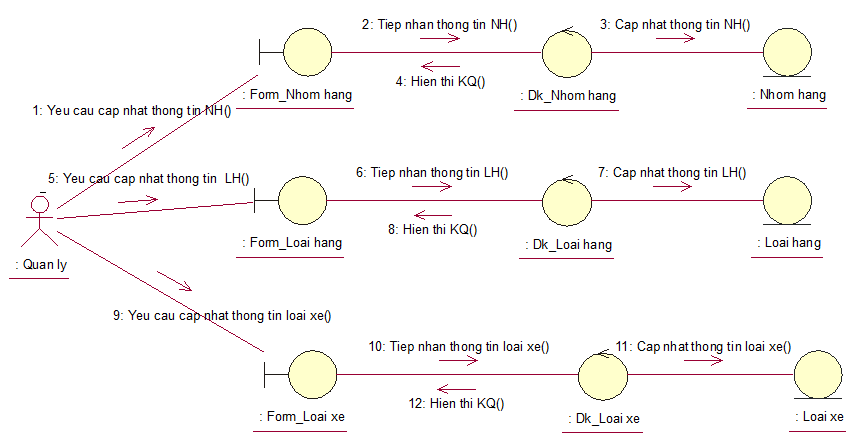 2: Tiep nhan thong tin NH()
3: Cap nhat thong tin NH()
4: Hien thi KQ()
: Form_Nhom hang
: Dk_Nhom hang
: Nhom hang
1: Yeu cau cap nhat thong tin NH()
5: Yeu cau cap nhat thong tin  LH()
6: Tiep nhan thong tin LH()
7: Cap nhat thong tin LH()
8: Hien thi KQ()
: Form_Loai hang
: Dk_Loai hang
: Loai hang
: Quan ly
9: Yeu cau cap nhat thong tin loai xe()
10: Tiep nhan thong tin loai xe()
11: Cap nhat thong tin loai xe()
12: Hien thi KQ()
: Form_Loai xe
: Dk_Loai xe
: Loai xe